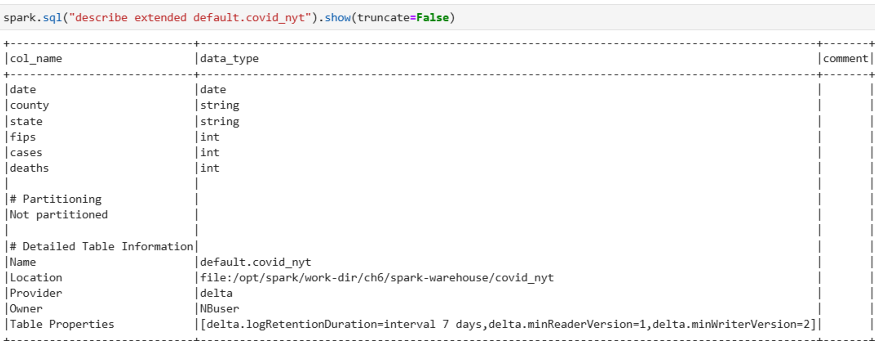 spark.sql("describe extended default.covid_nyt").show(truncate=False)
+----------------------------+------------------------------------------------------------------------------------------+-------+
|col_name                    |data_type                                                                                 |comment|
+----------------------------+------------------------------------------------------------------------------------------+-------+
|date                        |date                                                                                      |       |
|county                      |string                                                                                    |       |
|state                       |string                                                                                    |       |
|fips                        |int                                                                                       |       |
|cases                       |int                                                                                       |       |
|deaths                      |int                                                                                       |       |
|                            |                                                                                          |       |
|# Partitioning              |                                                                                          |       |
|Not partitioned             |                                                                                          |       |
|                            |                                                                                          |       |
|# Detailed Table Information|                                                                                          |       |
|Name                        |default.covid_nyt                                                                         |       |
|Location                    |file:/opt/spark/work-dir/ch6/spark-warehouse/covid_nyt                                    |       |
|Provider                    |delta                                                                                     |       |
|Owner                       |NBuser                                                                                    |       |
|Table Properties            |[delta.logRetentionDuration=interval 7 days,delta.minReaderVersion=1,delta.minWriterVersion=2]|       |
+----------------------------+------------------------------------------------------------------------------------------+-------+